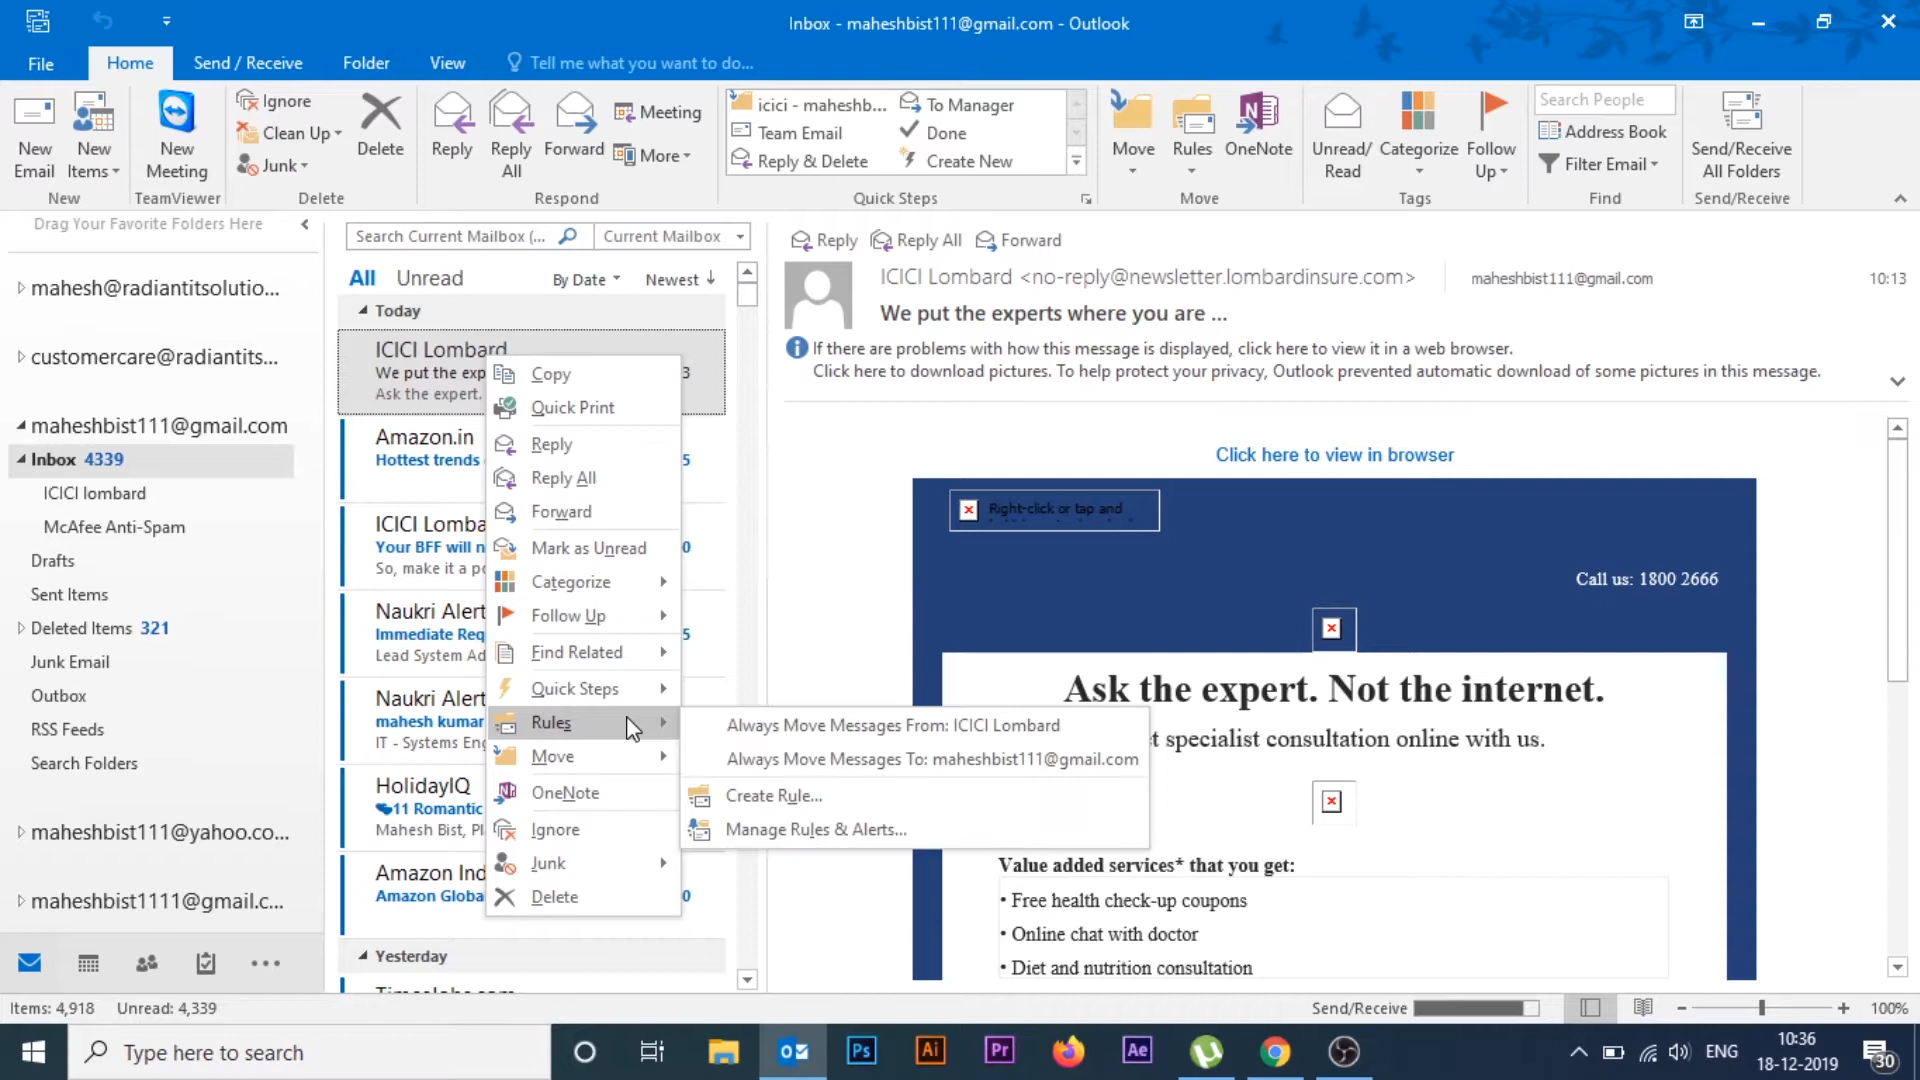 Inbox - maheshbist111@gmail.com - Outlook
File
Home
Send / Receive
Folder
View
Tell me what you want to do...
New Email
New Items
New
New Meeting
TeamViewer
Ignore
Clean Up
Junk
Delete
Delete
Reply
Reply All
Forward
Meeting
More
Respond
icici - maheshb...
Team Email
Reply & Delete
To Manager
Done
Create New
Quick Steps
Move
Rules
OneNote
Move
Unread/ Read
Categorize
Follow Up
Tags
Search People
Address Book
Filter Email
Find
Send/Receive All Folders
Send/Receive
Drag Your Favorite Folders Here
mahesh@radiantitsolutio...
customercare@radiantits...
maheshbist111@gmail.com
Inbox 4339
ICICI lombard
McAfee Anti-Spam
Drafts
Sent Items
Deleted Items 321
Junk Email
Outbox
RSS Feeds
Search Folders
maheshbist111@yahoo.co...
maheshbist1111@gmail.c...
Search Current Mailbox (...
Current Mailbox
All
Unread
By Date
Newest
Today
ICICI Lombard
We put the exp
3
Ask the expert.
Amazon.in
Hottest trends
5
ICICI Lomba
Your BFF will n
0
So, make it a po
Naukri Alert
Immediate Req
5
Lead System Ad
Naukri Alert
mahesh kumar
IT - Systems Eng
HolidayIQ
11 Romantic
Mahesh Bist, Pl
Amazon Ind
Amazon Globa
0
Yesterday
Copy
Quick Print
Reply
Reply All
Forward
Mark as Unread
Categorize
Follow Up
Find Related
Quick Steps
Rules
Move
OneNote
Ignore
Junk
Delete
Always Move Messages From: ICICI Lombard
Always Move Messages To: maheshbist111@gmail.com
Create Rule...
Manage Rules & Alerts...
Reply
Reply All
Forward
ICICI Lombard <no-reply@newsletter.lombardinsure.com>
maheshbist111@gmail.com
10:13
We put the experts where you are ...
If there are problems with how this message is displayed, click here to view it in a web browser.
Click here to download pictures. To help protect your privacy, Outlook prevented automatic download of some pictures in this message.
Click here to view in browser
Right-click or tap and
Call us: 1800 2666
Ask the expert. Not the internet.
t specialist consultation online with us.
Value added services* that you get:
• Free health check-up coupons
• Online chat with doctor
• Diet and nutrition consultation
Items: 4,918
Unread: 4,339
Send/Receive
100%
Type here to search
Ps
Ai
Pr
Ae
ENG
10:36
18-12-2019
30